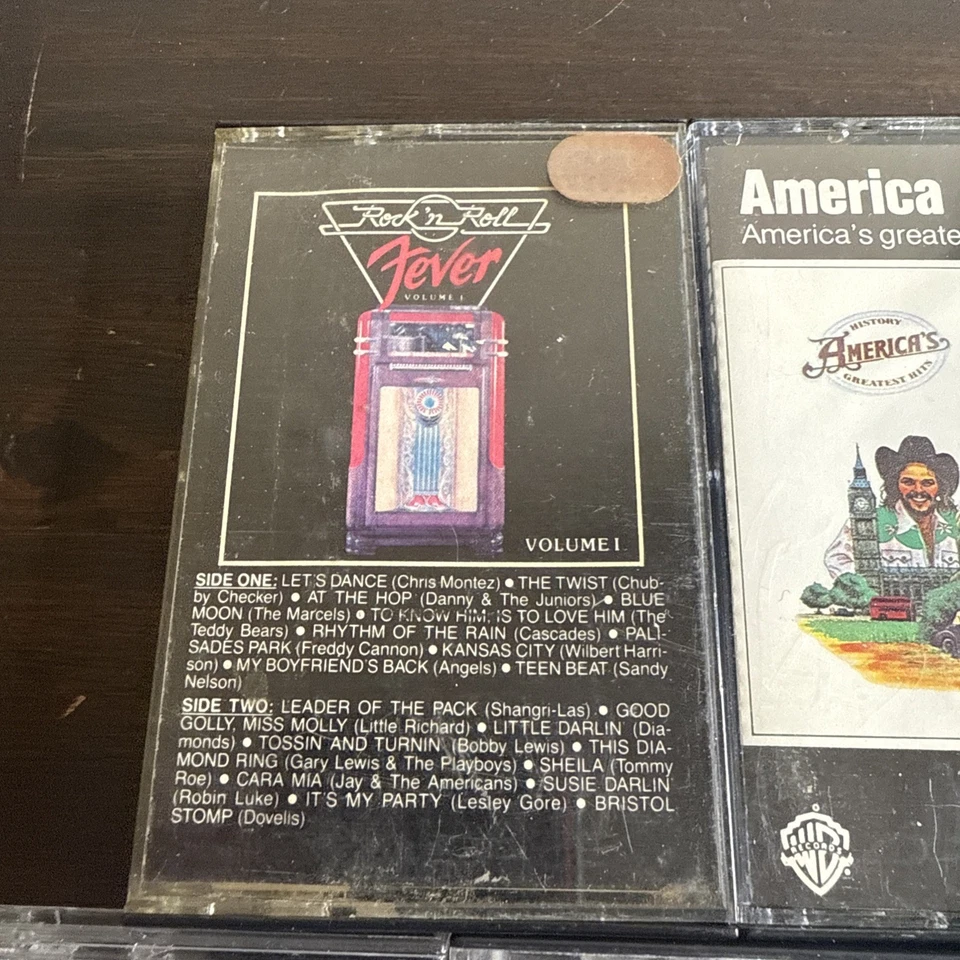 Rock 'n Roll
Fever
VOLUME I
VOLUME I
SIDE ONE: LET'S DANCE (Chris Montez) ● THE TWIST (Chub-
by Checker) ● AT THE HOP (Danny & The Juniors) ● BLUE
MOON (The Marcels) ● TO KNOW HIM, IS TO LOVE HIM (The
Teddy Bears) ● RHYTHM OF THE RAIN (Cascades) ● PALI-
SADES PARK (Freddy Cannon) ● KANSAS CITY (Wilbert Harri-
son) ● MY BOYFRIEND'S BACK (Angels) ● TEEN BEAT (Sandy
Nelson)
SIDE TWO: LEADER OF THE PACK (Shangri-Las) ● GOOD
GOLLY, MISS MOLLY (Little Richard) ● LITTLE DARLIN' (Dia-
monds) ● TOSSIN AND TURNIN' (Bobby Lewis) ● THIS DIA-
MOND RING (Gary Lewis & The Playboys) ● SHEILA (Tommy
Roe) ● CARA MIA (Jay & The Americans) ● SUSIE DARLIN'
(Robin Luke) ● IT'S MY PARTY (Lesley Gore) ● BRISTOL
STOMP (Dovells)
America
America's greate
HISTORY
AMERICA'S
GREATEST HITS
RECORDS